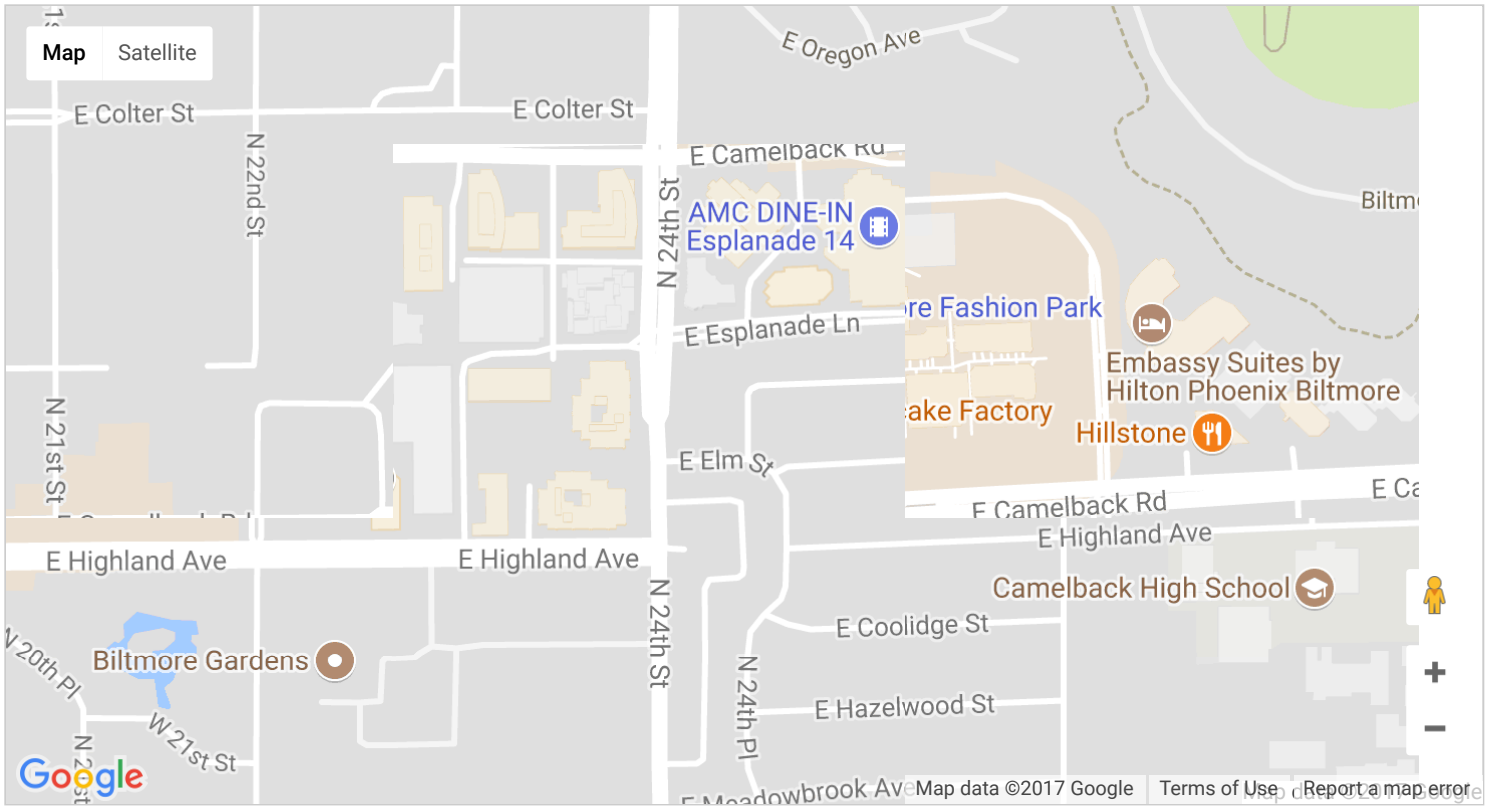 Map
Satellite
E Oregon Ave
E Colter St
E Colter St
N 22nd St
E Camelback Rd
N 24th St
AMC DINE-IN
Esplanade 14
Biltm
re Fashion Park
E Esplanade Ln
Embassy Suites by
Hilton Phoenix Biltmore
ake Factory
Hillstone
N 21st St
E Elm St
E Camelback Rd
E Ca
E Highland Ave
E Highland Ave
E Highland Ave
Camelback High School
N 24th St
E Coolidge St
Biltmore Gardens
N 20th Pl
N 24th Pl
E Hazelwood St
W 21st St
Google
E Meadowbrook Ave
Map data ©2017 Google
Terms of Use
Report a map error